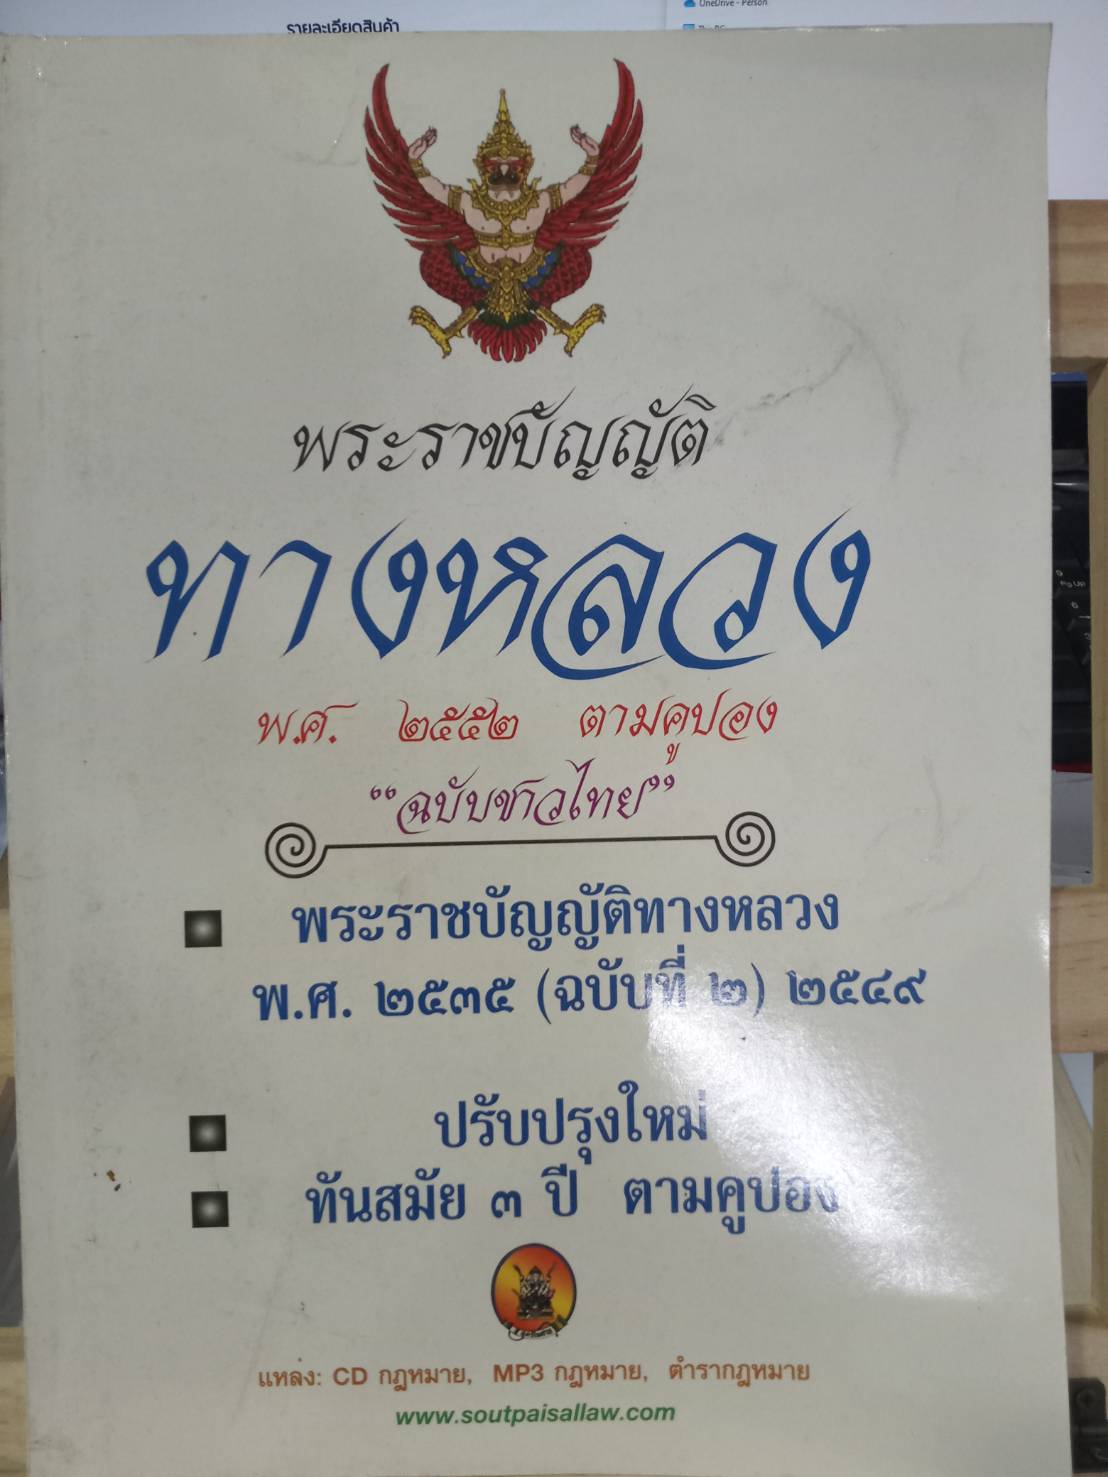 รายละเอียดสินค้า
OneDrive - Person
พระราชบัญญัติ
ทางหลวง
พ.ศ. ๒๕๕๒ ตามคูปอง
“ฉบับชาวไทย”
พระราชบัญญัติทางหลวง
พ.ศ. ๒๕๓๕ (ฉบับที่ ๒) ๒๕๔๙
ปรับปรุงใหม่
ทันสมัย ๓ ปี ตามคูปอง
แหล่ง: CD กฎหมาย, MP3 กฎหมาย, ตำรากฎหมาย
www.soutpaisallaw.com